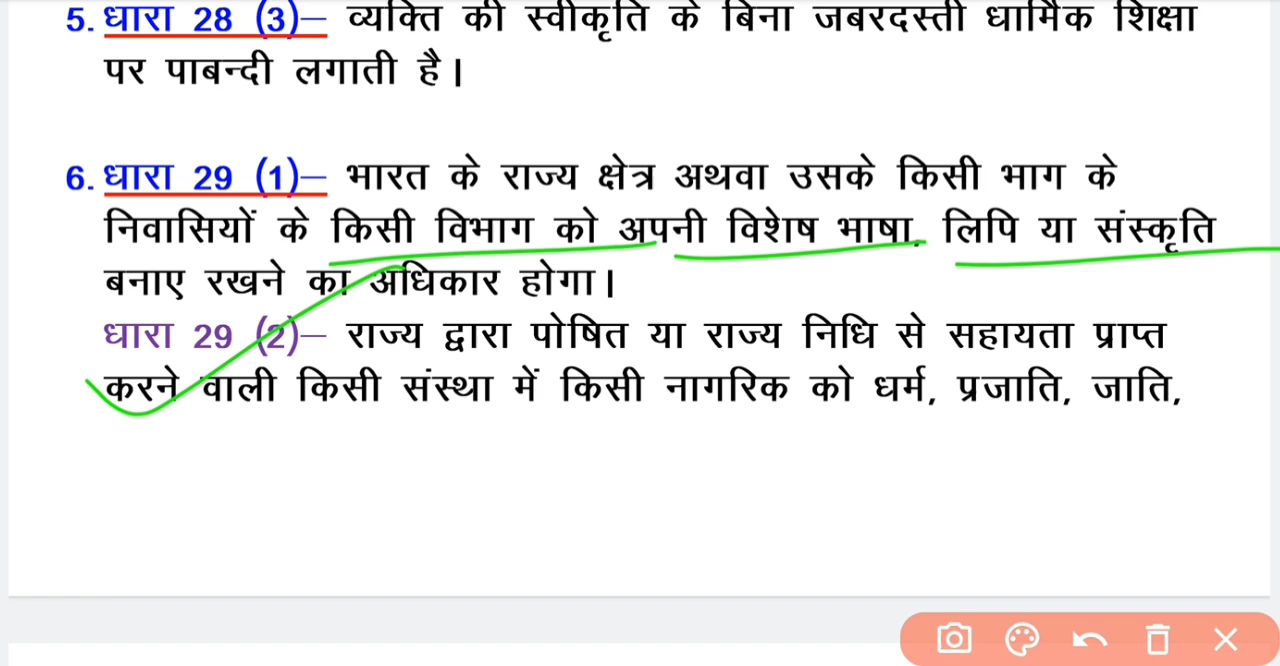 5. धारा 28 (3)– व्यक्ति की स्वीकृति के बिना जबरदस्ती धार्मिक शिक्षा
पर पाबन्दी लगाती है।
6. धारा 29 (1)– भारत के राज्य क्षेत्र अथवा उसके किसी भाग के
निवासियों के किसी विभाग को अपनी विशेष भाषा, लिपि या संस्कृति
बनाए रखने का अधिकार होगा।
धारा 29 (2)– राज्य द्वारा पोषित या राज्य निधि से सहायता प्राप्त
करने वाली किसी संस्था में किसी नागरिक को धर्म, प्रजाति, जाति,